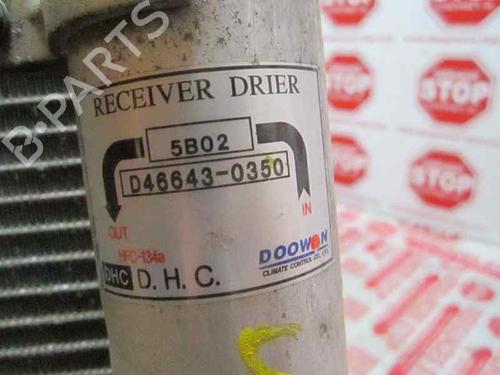 RECEIVER DRIER
5B02
D46643-0350
OUT
IN
HFC-134a
DHC D. H. C.
DOOWON
CLIMATE CONTROL CO., LTD.
B-PARTS
STOP
STOP
STOP
STOP